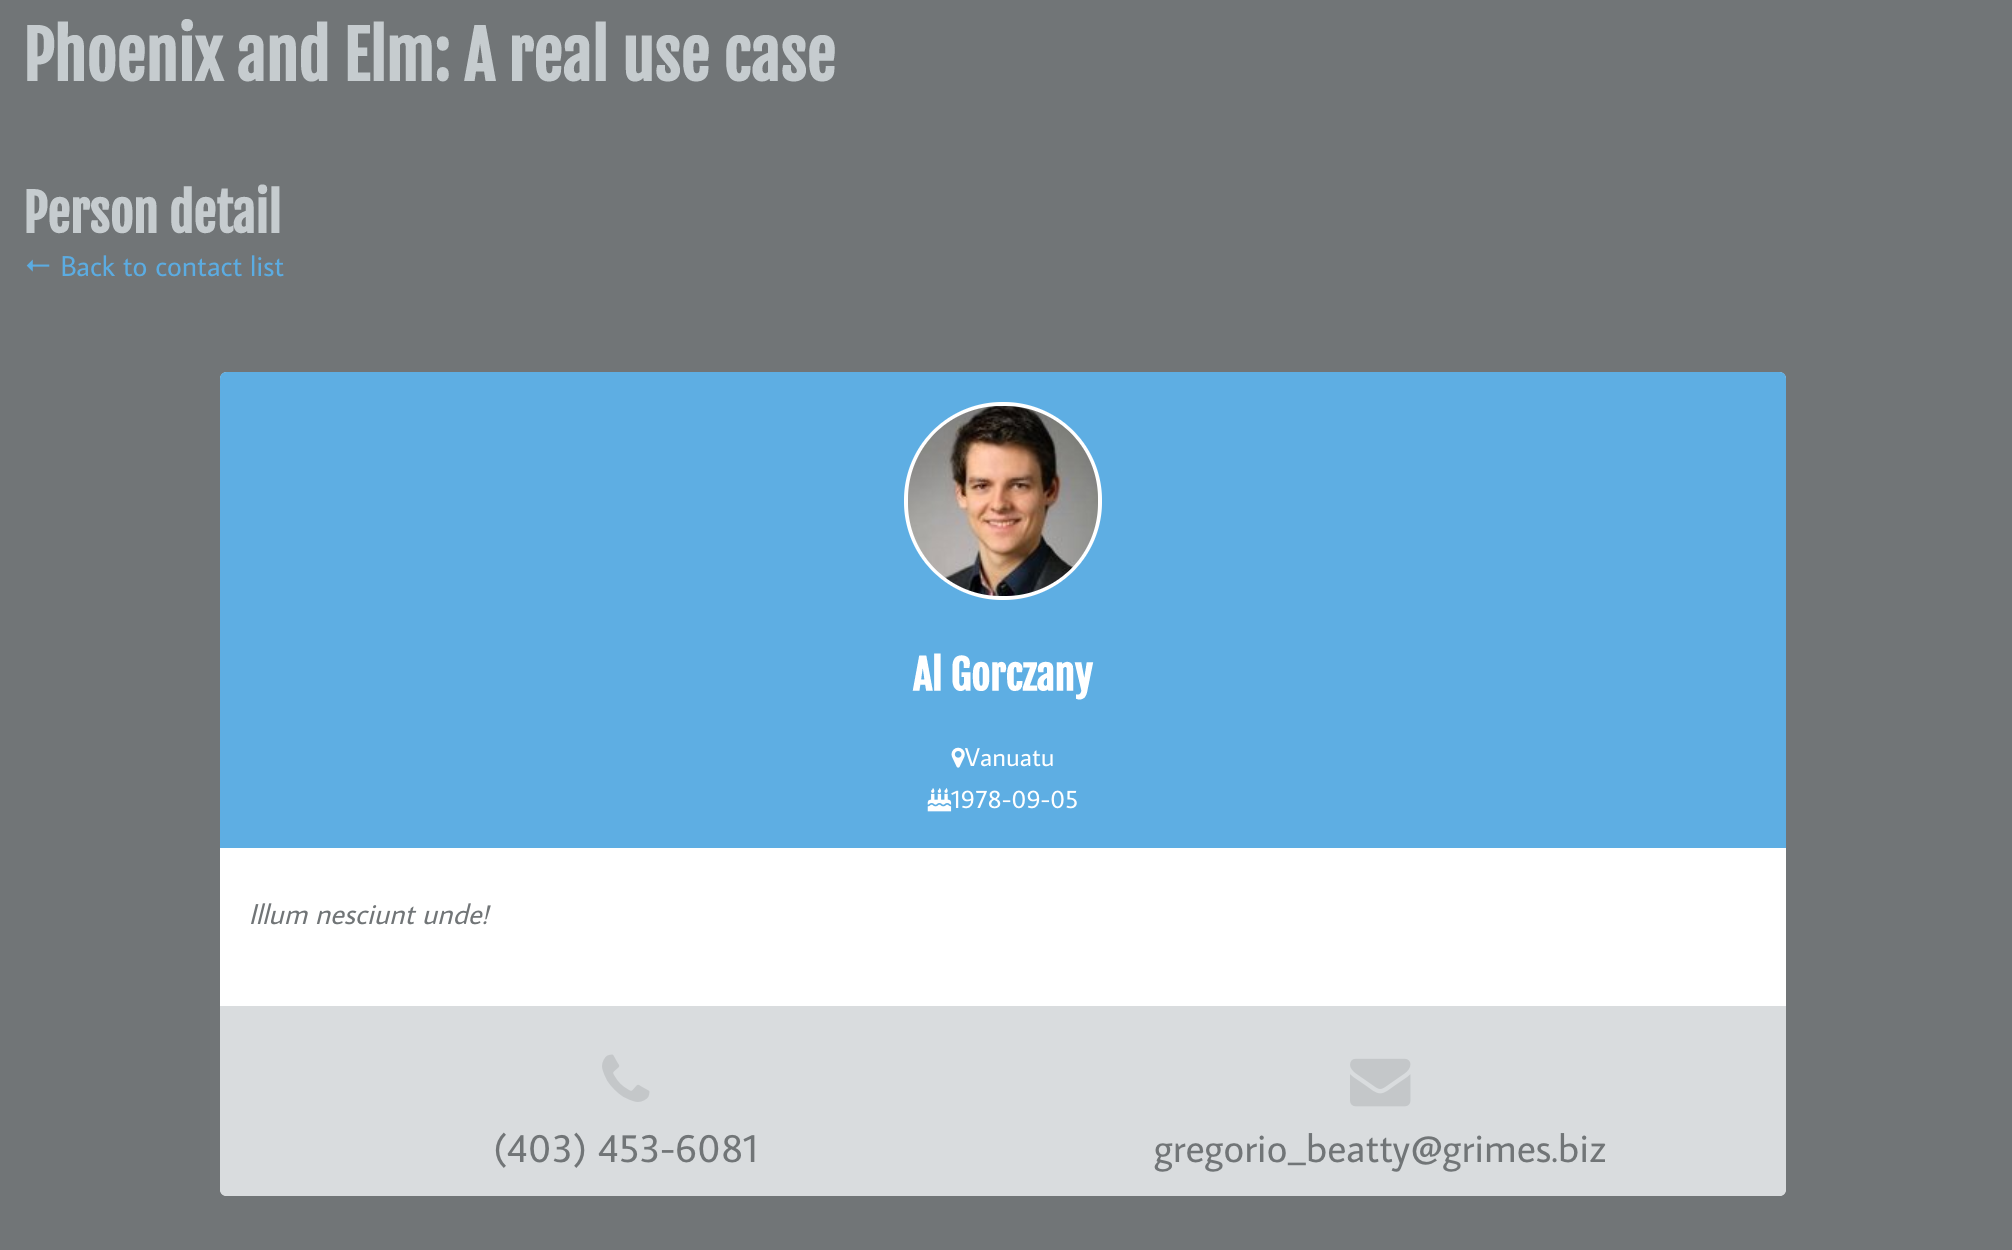 Phoenix and Elm: A real use case
Person detail
← Back to contact list
Al Gorczany
Vanuatu
1978-09-05
Illum nesciunt unde!
(403) 453-6081
gregorio_beatty@grimes.biz